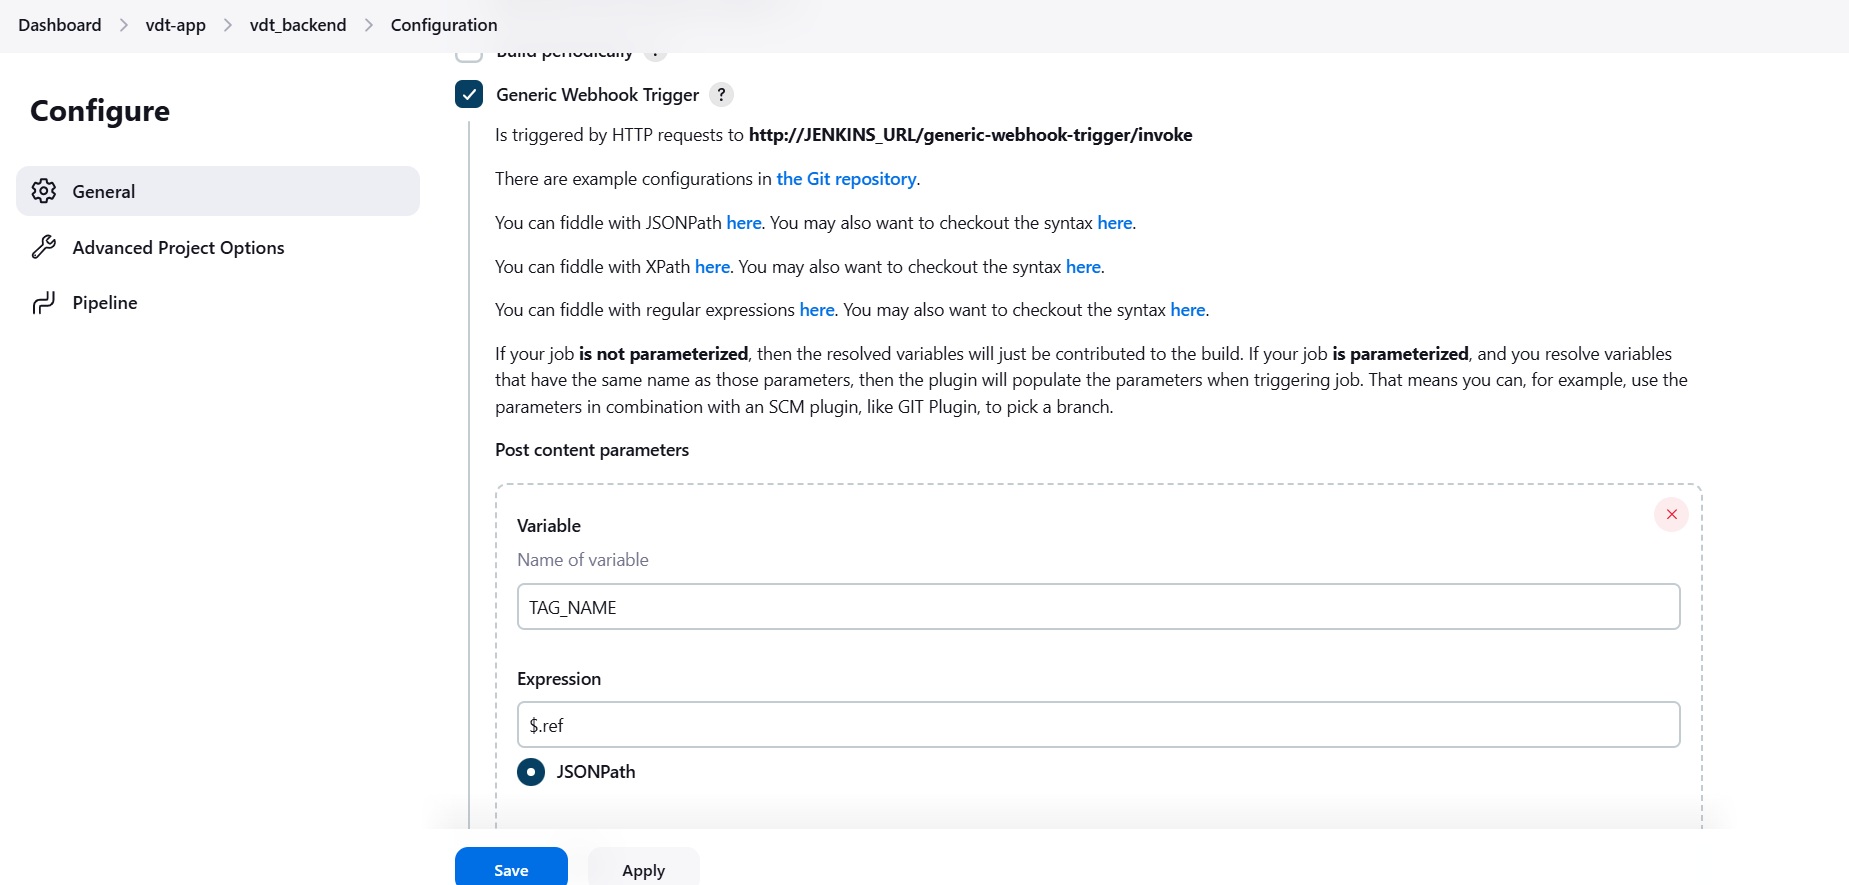 Dashboard > vdt-app > vdt_backend > Configuration
Build periodically ?
Configure
General
Advanced Project Options
Pipeline
Generic Webhook Trigger ?
Is triggered by HTTP requests to http://JENKINS_URL/generic-webhook-trigger/invoke
There are example configurations in the Git repository.
You can fiddle with JSONPath here. You may also want to checkout the syntax here.
You can fiddle with XPath here. You may also want to checkout the syntax here.
You can fiddle with regular expressions here. You may also want to checkout the syntax here.
If your job is not parameterized, then the resolved variables will just be contributed to the build. If your job is parameterized, and you resolve variables
that have the same name as those parameters, then the plugin will populate the parameters when triggering job. That means you can, for example, use the
parameters in combination with an SCM plugin, like GIT Plugin, to pick a branch.
Post content parameters
Variable
Name of variable
TAG_NAME
Expression
$.ref
JSONPath
Save
Apply